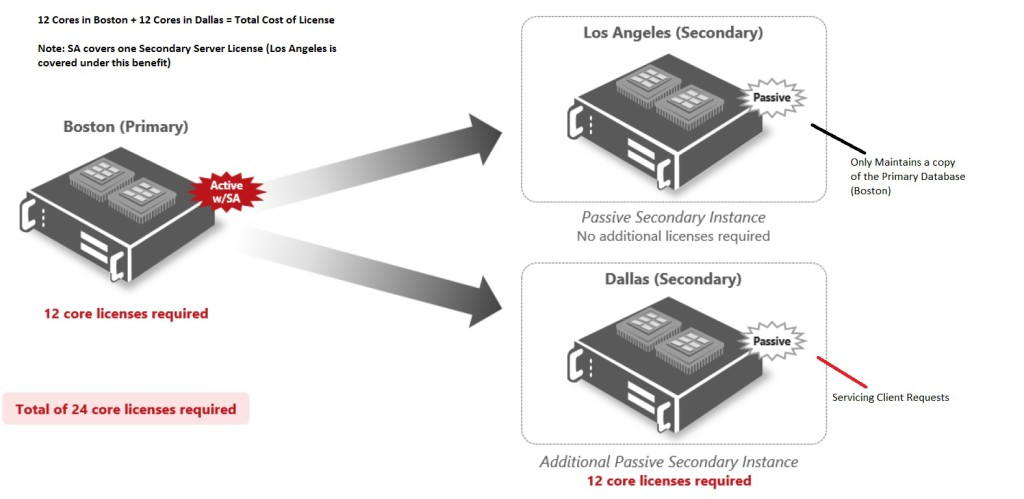 12 Cores in Boston + 12 Cores in Dallas = Total Cost of License
Note: SA covers one Secondary Server License (Los Angeles is
covered under this benefit)
Boston (Primary)
Active
w/SA
12 core licenses required
Total of 24 core licenses required
Los Angeles (Secondary)
Passive
Only Maintains a copy
of the Primary Database
(Boston)
Passive Secondary Instance
No additional licenses required
Dallas (Secondary)
Passive
Servicing Client Requests
Additional Passive Secondary Instance
12 core licenses required